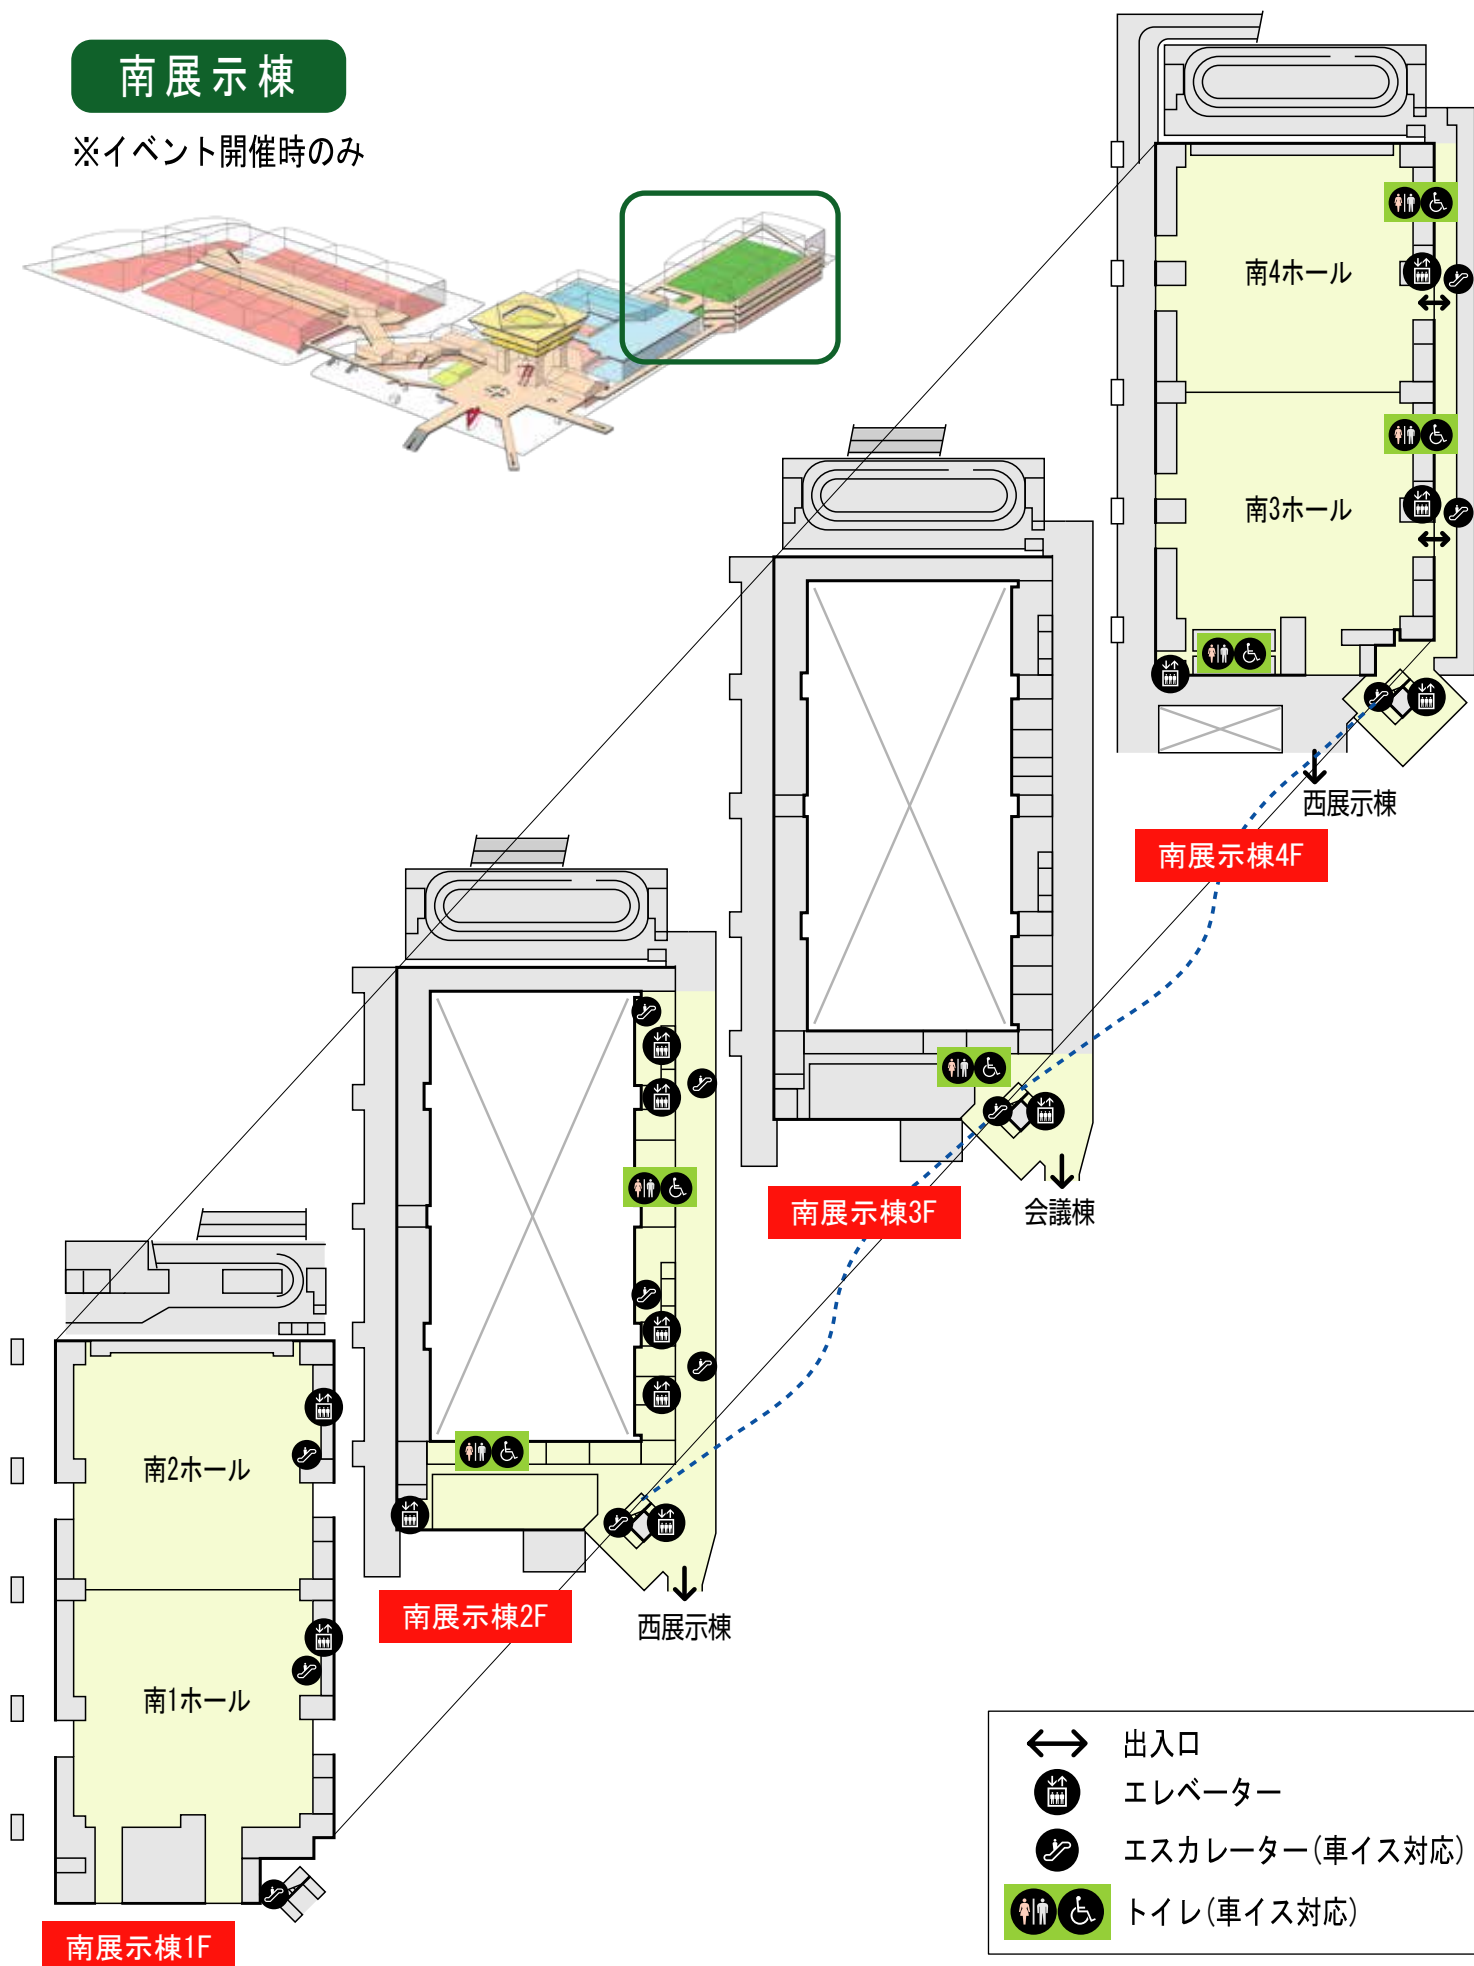 南展示棟
※イベント開催時のみ
南4ホール
南3ホール
西展示棟
南展示棟4F
会議棟
南展示棟3F
西展示棟
南展示棟2F
南2ホール
南1ホール
南展示棟1F
出入口
エレベーター
エスカレーター(車イス対応)
トイレ(車イス対応)